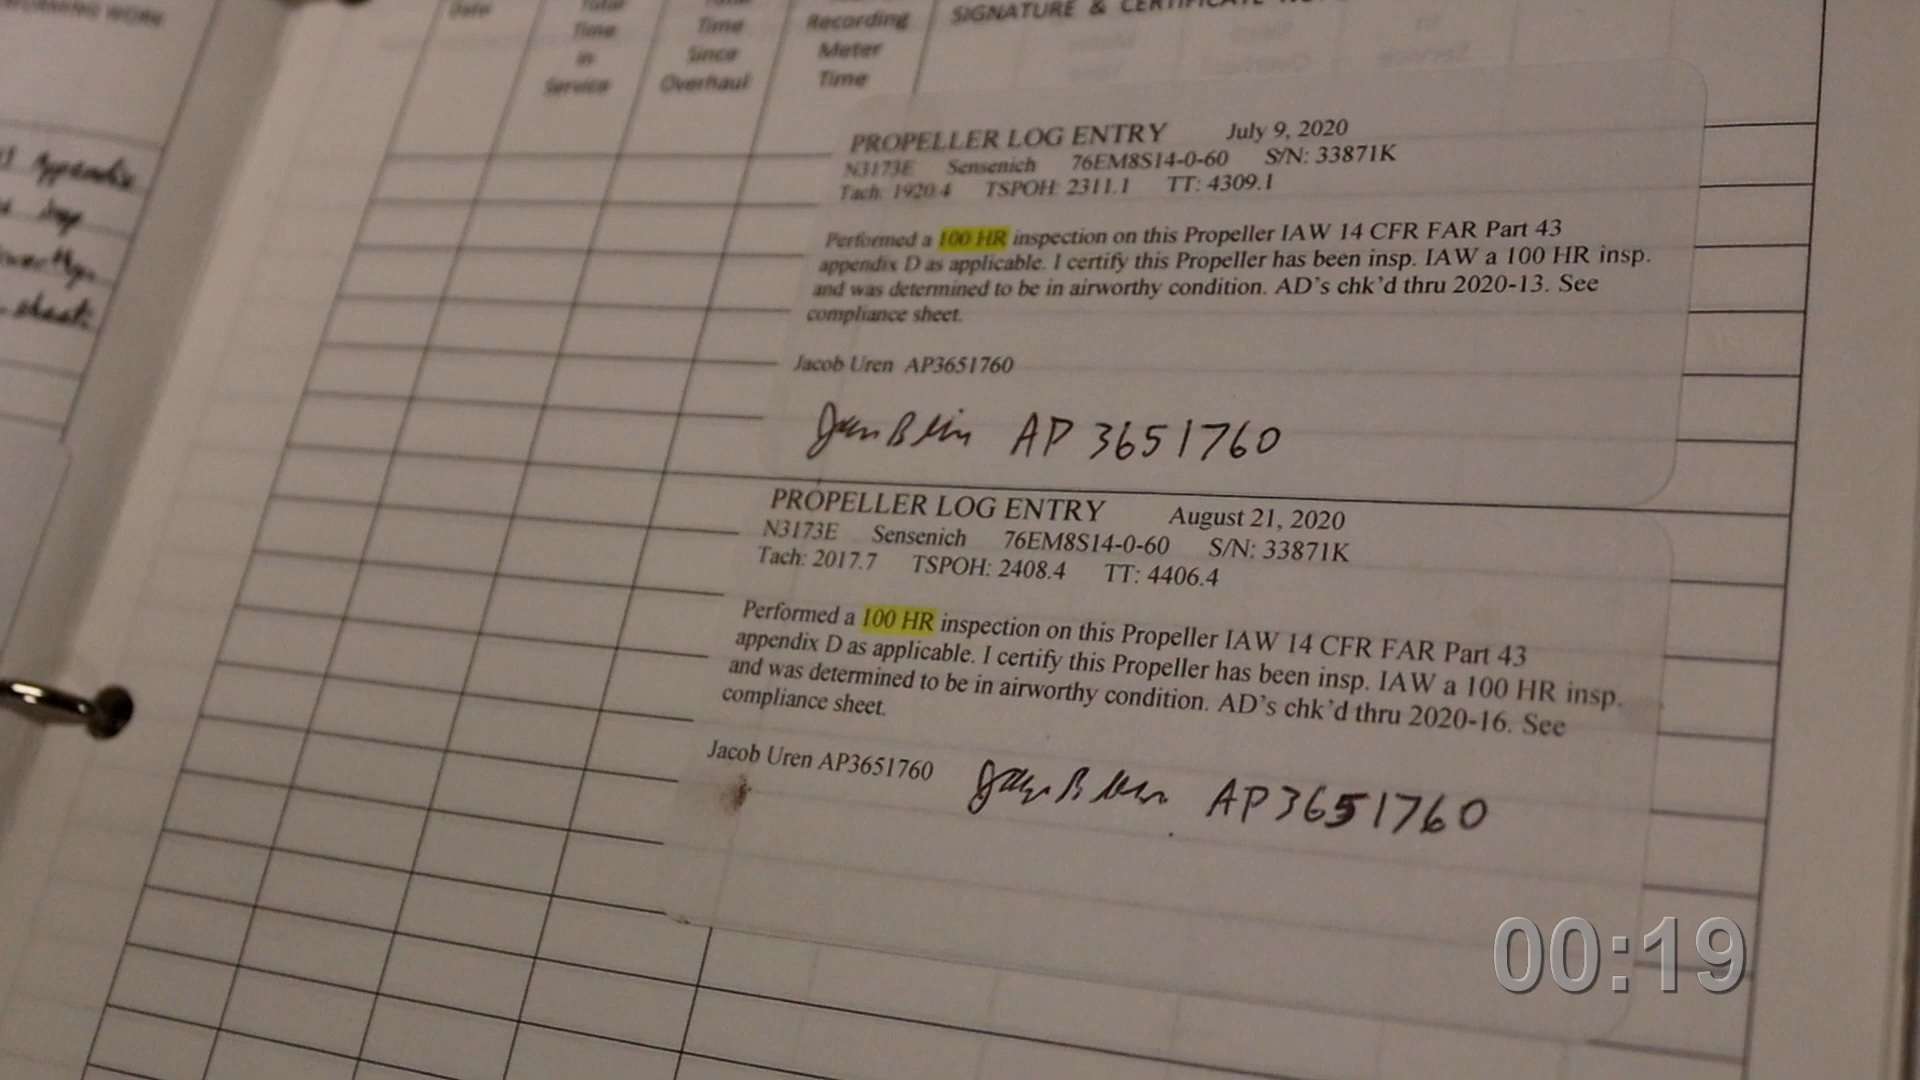 Date
Total
Time
in
Service
Time
Since
Overhaul
Recording
Meter
Time
SIGNATURE & CERTIFICATE
Appendix
PROPELLER LOG ENTRY July 9, 2020
N3173E Sensenich 76EM8S14-0-60 S/N: 33871K
Tach: 1920.4 TSPOH: 2311.1 TT: 4309.1
Performed a 100 HR inspection on this Propeller IAW 14 CFR FAR Part 43
appendix D as applicable. I certify this Propeller has been insp. IAW a 100 HR insp.
and was determined to be in airworthy condition. AD's chk'd thru 2020-13. See
compliance sheet.
Jacob Uren AP3651760
AP 3651760
PROPELLER LOG ENTRY August 21, 2020
N3173E Sensenich 76EM8S14-0-60 S/N: 33871K
Tach: 2017.7 TSPOH: 2408.4 TT: 4406.4
Performed a 100 HR inspection on this Propeller IAW 14 CFR FAR Part 43
appendix D as applicable. I certify this Propeller has been insp. IAW a 100 HR insp.
and was determined to be in airworthy condition. AD's chk'd thru 2020-16. See
compliance sheet.
Jacob Uren AP3651760
AP3651760
00:19